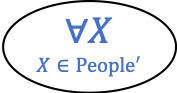 ∀X
X ∈ People′